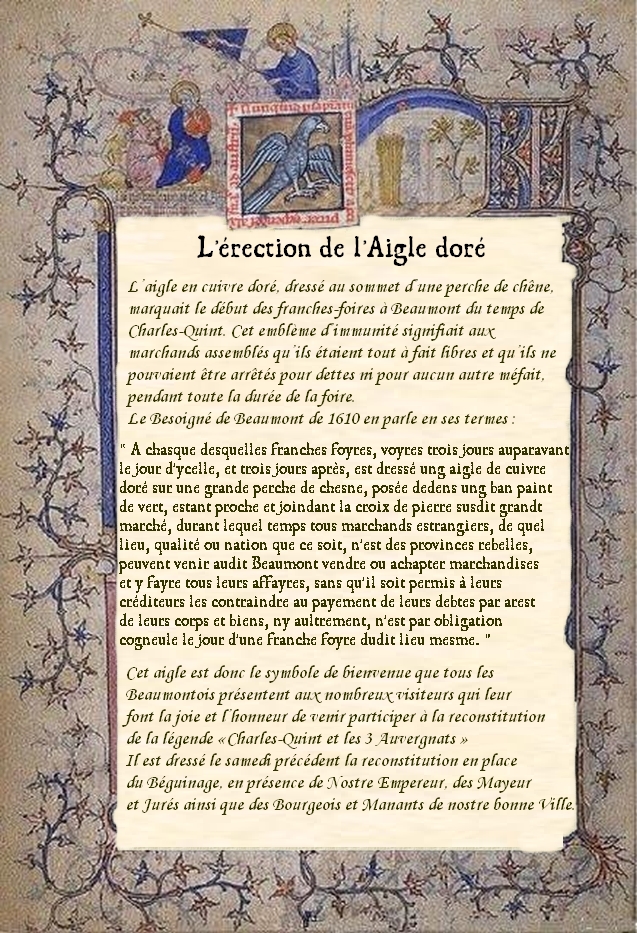 L'érection de l'Aigle doré
L'aigle en cuivre doré, dressé au sommet d'une perche de chêne,
marquait le début des franches-foires à Beaumont du temps de
Charles-Quint. Cet emblème d'immunité signifiait aux
marchands assemblés qu'ils étaient tout à fait libres et qu'ils ne
pouvaient être arrêtés pour dettes ni pour aucun autre méfait,
pendant toute la durée de la foire.
Le Besoigné de Beaumont de 1610 en parle en ses termes :
" A chasque desquelles franches foyres, voyres trois jours auparavant
le jour d'ycelle, et trois jours après, est dressé ung aigle de cuivre
doré sur une grande perche de chesne, posée dedens ung ban paint
de vert, estant proche et joindant la croix de pierre susdit grandt
marché, durant lequel temps tous marchands estrangiers, de quel
lieu, qualité ou nation que ce soit, n'est des provinces rebelles,
peuvent venir audit Beaumont vendre ou achapter marchandises
et y fayre tous leurs affayres, sans qu'il soit permis à leurs
créditeurs les contraindre au payement de leurs debtes par arest
de leurs corps et biens, ny aultrement, n'est par obligation
cogneule le jour d'une franche foyre dudit lieu mesme. "
Cet aigle est donc le symbole de bienvenue que tous les
Beaumontois présentent aux nombreux visiteurs qui leur
font la joie et l'honneur de venir participer à la reconstitution
de la légende « Charles-Quint et les 3 Auvergnats »
Il est dressé le samedi précédent la reconstitution en place
du Béguinage, en présence de Nostre Empereur, des Mayeur
et Jurés ainsi que des Bourgeois et Manants de nostre bonne Ville.